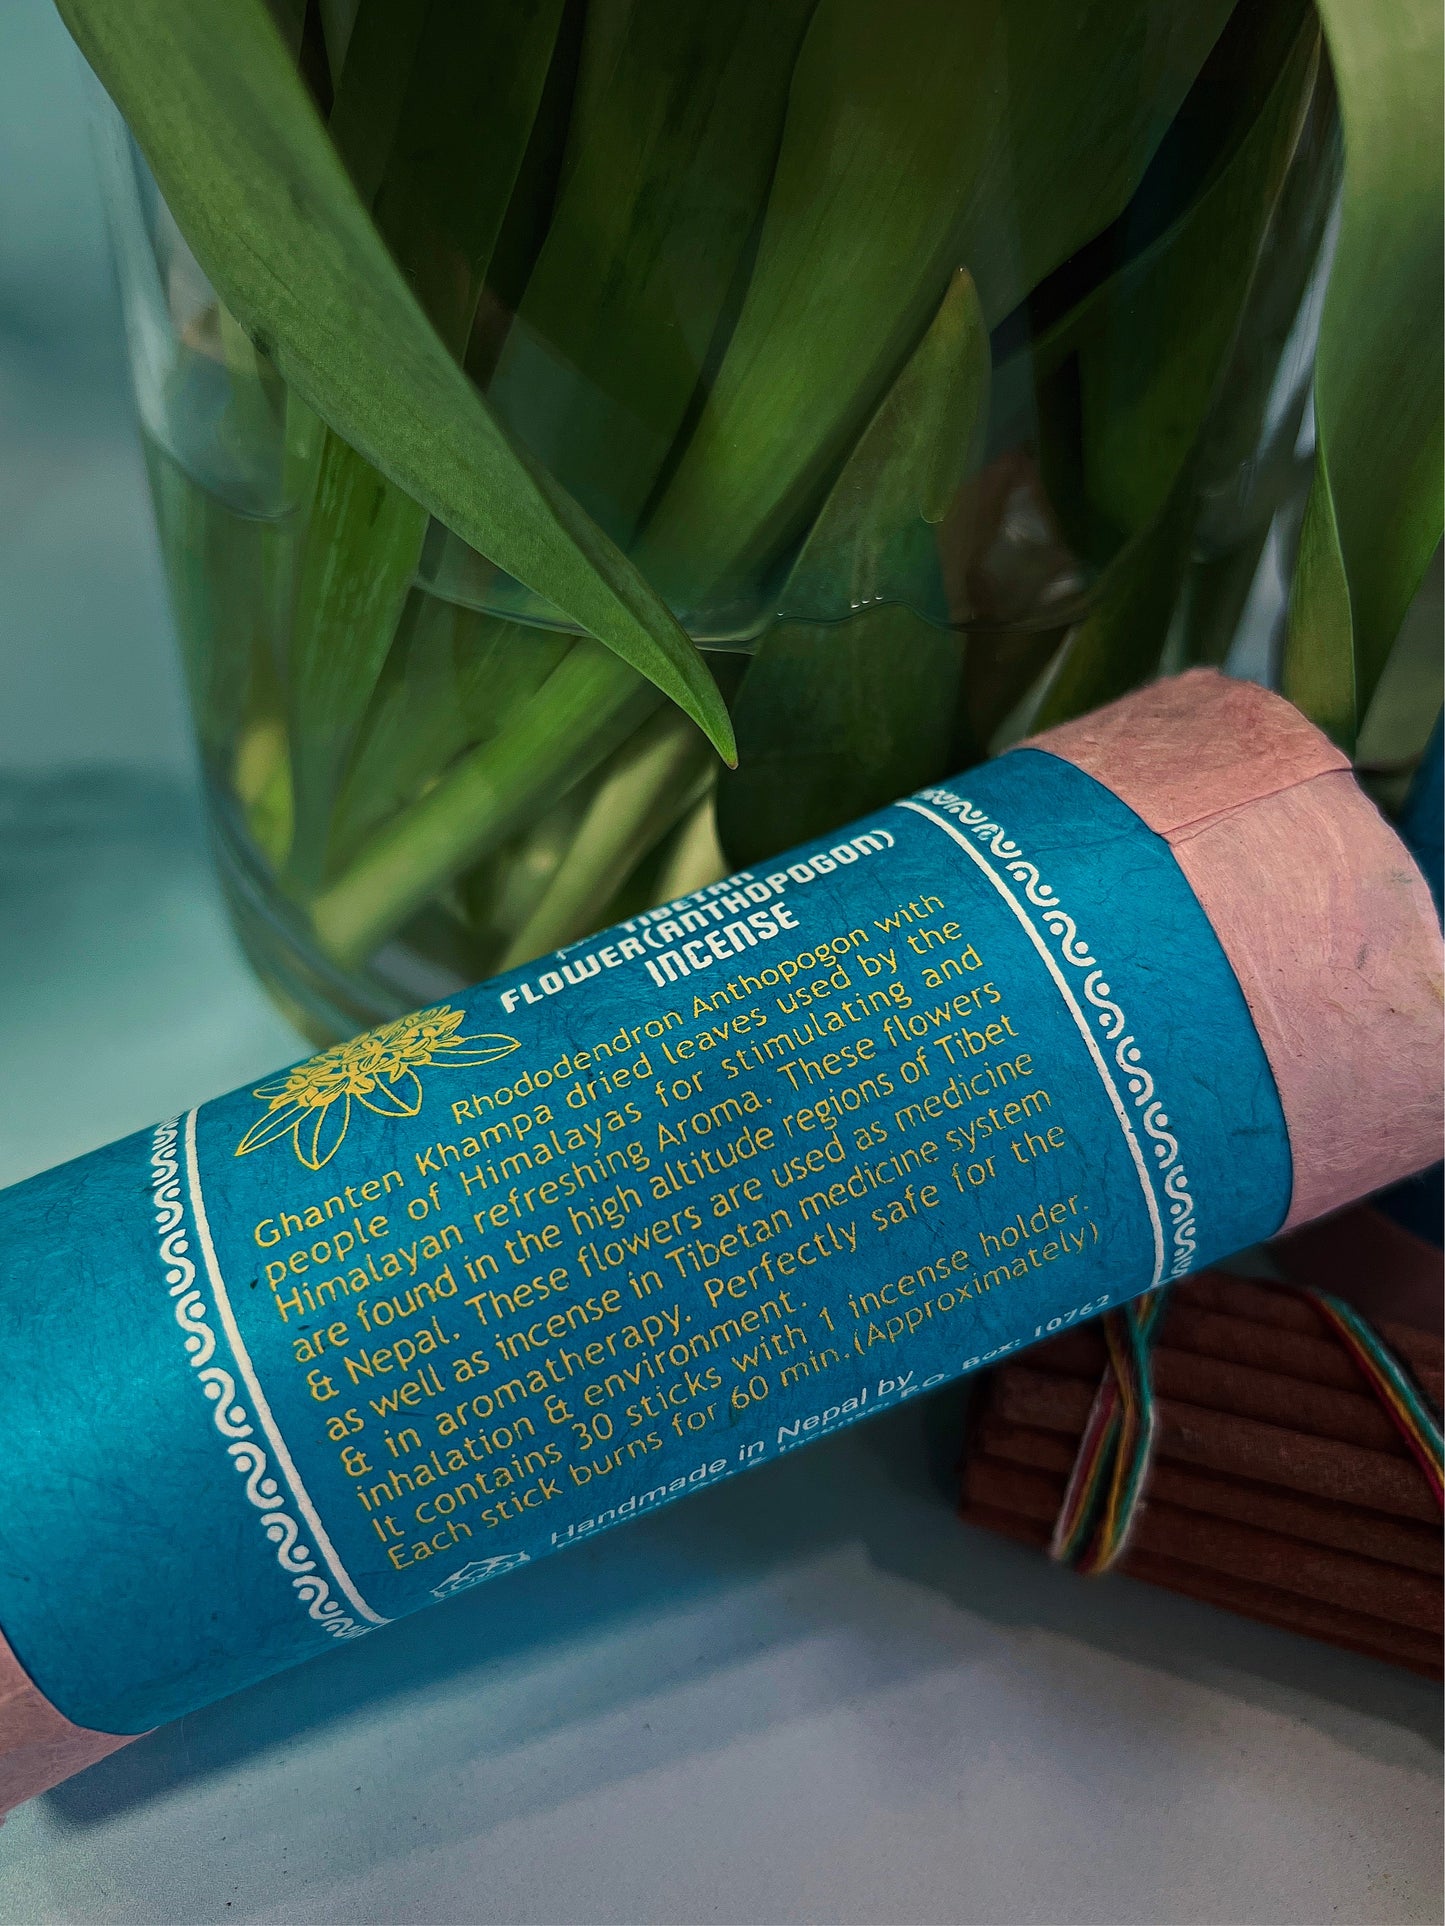 TIBETAN
FLOWER(ANTHOPOGON)
INCENSE
Rhododendron Anthopogon with
Ghanten Khampa dried leaves used by the
people of Himalayas for stimulating and
Himalayan refreshing Aroma. These flowers
are found in the high altitude regions of Tibet
& Nepal. These flowers are used as medicine
as well as incense in Tibetan medicine system
& in aromatherapy. Perfectly safe for the
inhalation & environment.
It contains 30 sticks with 1 incense holder.
Each stick burns for 60 min.(Approximately)
Handmade in Nepal by
& Incense, P.O. Box: 10762